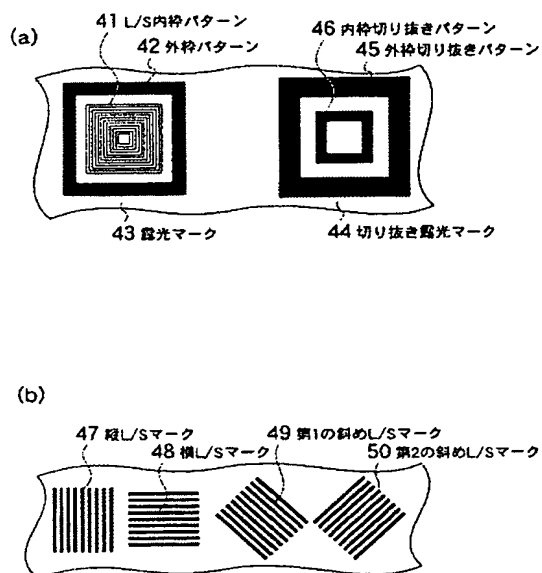 (a)
41 L/S内枠パターン
42 外枠パターン
46 内枠切り抜きパターン
45 外枠切り抜きパターン
43 露光マーク
44 切り抜き露光マーク
(b)
47 縦L/Sマーク
48 横L/Sマーク
49 第1の斜めL/Sマーク
50 第2の斜めL/Sマーク